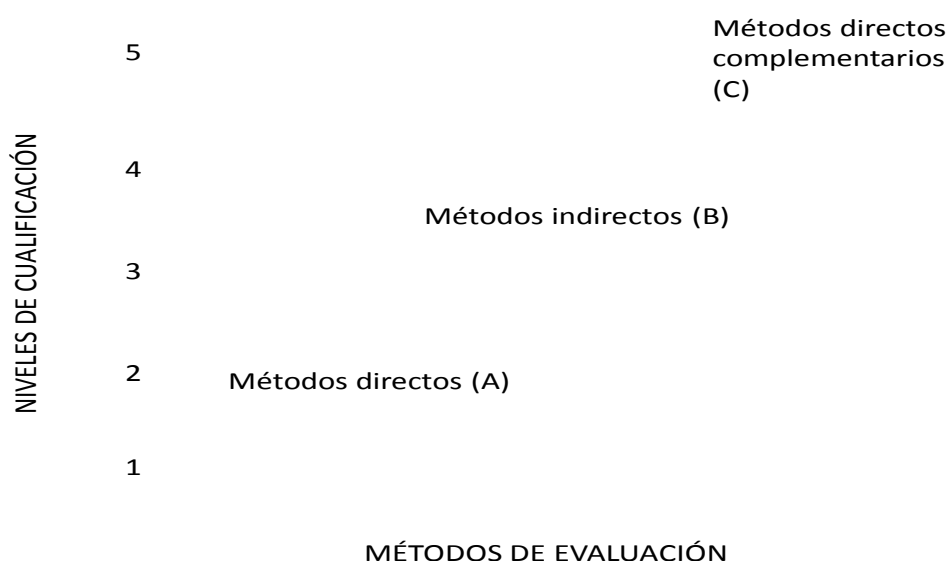 Métodos directos
complementarios
(C)
5
4
Métodos indirectos (B)
3
2
Métodos directos (A)
1
NIVELES DE CUALIFICACIÓN
MÉTODOS DE EVALUACIÓN